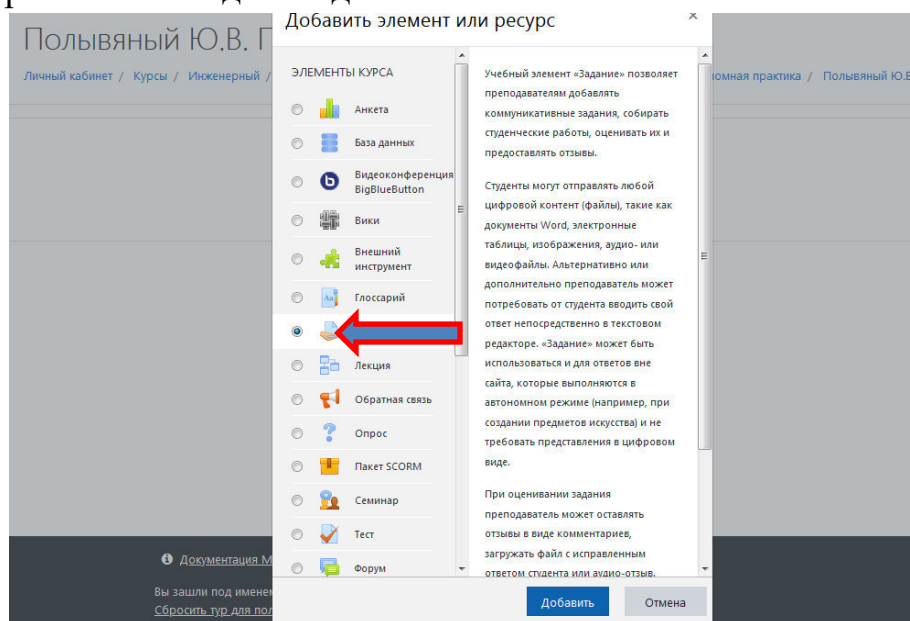 Добавить элемент или ресурс
×
Полывяный Ю.В. П
Личный кабинет / Курсы / Инженерный /
омная практика / Полывяный Ю.В
ЭЛЕМЕНТЫ КУРСА
Анкета
База данных
Видеоконференция
BigBlueButton
Вики
Внешний
инструмент
Глоссарий
Лекция
Обратная связь
Опрос
Пакет SCORM
Семинар
Тест
Форум
Учебный элемент «Задание» позволяет
преподавателям добавлять
коммуникативные задания, собирать
студенческие работы, оценивать их и
предоставлять отзывы.
Студенты могут отправлять любой
цифровой контент (файлы), такие как
документы Word, электронные
таблицы, изображения, аудио- или
видеофайлы. Альтернативно или
дополнительно преподаватель может
потребовать от студента вводить свой
ответ непосредственно в текстовом
редакторе. «Задание» может быть
использоваться и для ответов вне
сайта, которые выполняются в
автономном режиме (например, при
создании предметов искусства) и не
требовать представления в цифровом
виде.
При оценивании задания
преподаватель может оставлять
отзывы в виде комментариев,
загружать файл с исправленным
ответом студента или аудио-отзыв.
Документация M
Вы зашли под имене
Сбросить тур для пол
Добавить
Отмена